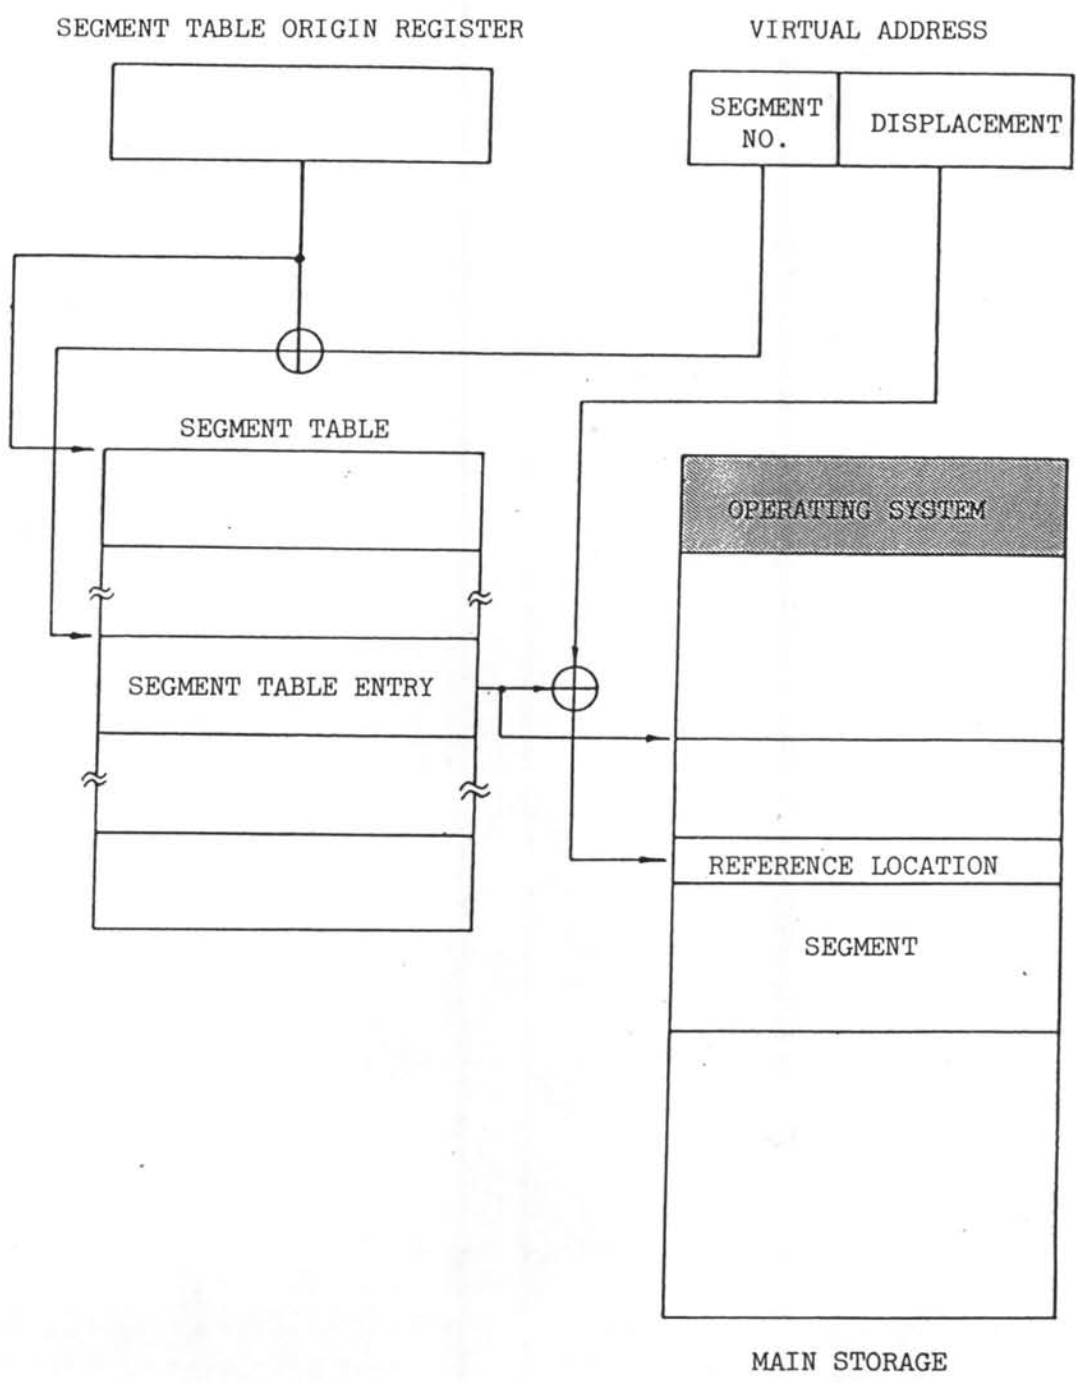 SEGMENT TABLE ORIGIN REGISTER
VIRTUAL ADDRESS
SEGMENT
NO.
DISPLACEMENT
SEGMENT TABLE
OPERATING SYSTEM
SEGMENT TABLE ENTRY
REFERENCE LOCATION
SEGMENT
MAIN STORAGE